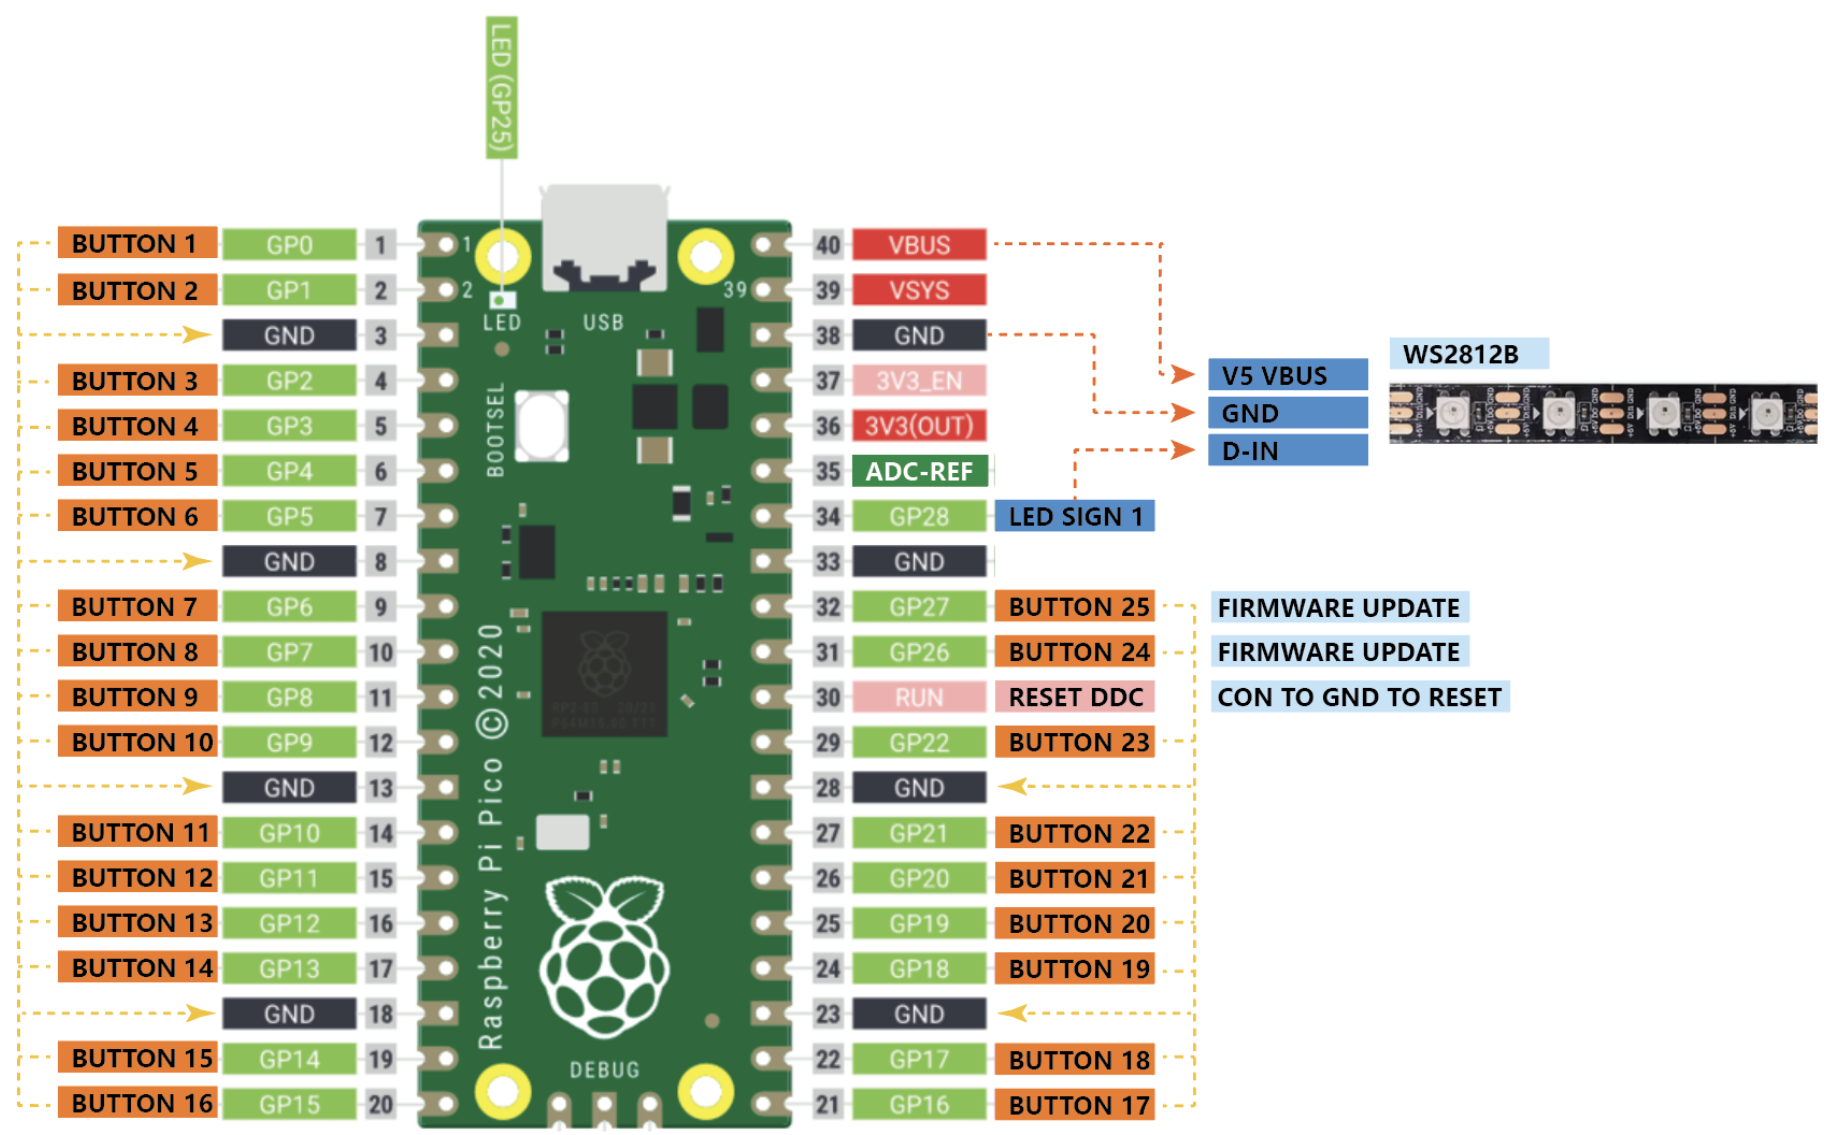 LED (GP25)
BUTTON 1 GP0 1
BUTTON 2 GP1 2
GND 3
BUTTON 3 GP2 4
BUTTON 4 GP3 5
BUTTON 5 GP4 6
BUTTON 6 GP5 7
GND 8
BUTTON 7 GP6 9
BUTTON 8 GP7 10
BUTTON 9 GP8 11
BUTTON 10 GP9 12
GND 13
BUTTON 11 GP10 14
BUTTON 12 GP11 15
BUTTON 13 GP12 16
BUTTON 14 GP13 17
GND 18
BUTTON 15 GP14 19
BUTTON 16 GP15 20
1
2
39
LED
USB
BOOTSEL
Raspberry Pi Pico © 2020
DEBUG
40 VBUS
39 VSYS
38 GND
37 3V3_EN
36 3V3(OUT)
35 ADC-REF
34 GP28 LED SIGN 1
33 GND
32 GP27 BUTTON 25 FIRMWARE UPDATE
31 GP26 BUTTON 24 FIRMWARE UPDATE
30 RUN RESET DDC CON TO GND TO RESET
29 GP22 BUTTON 23
28 GND
27 GP21 BUTTON 22
26 GP20 BUTTON 21
25 GP19 BUTTON 20
24 GP18 BUTTON 19
23 GND
22 GP17 BUTTON 18
21 GP16 BUTTON 17
WS2812B
V5 VBUS
GND
D-IN